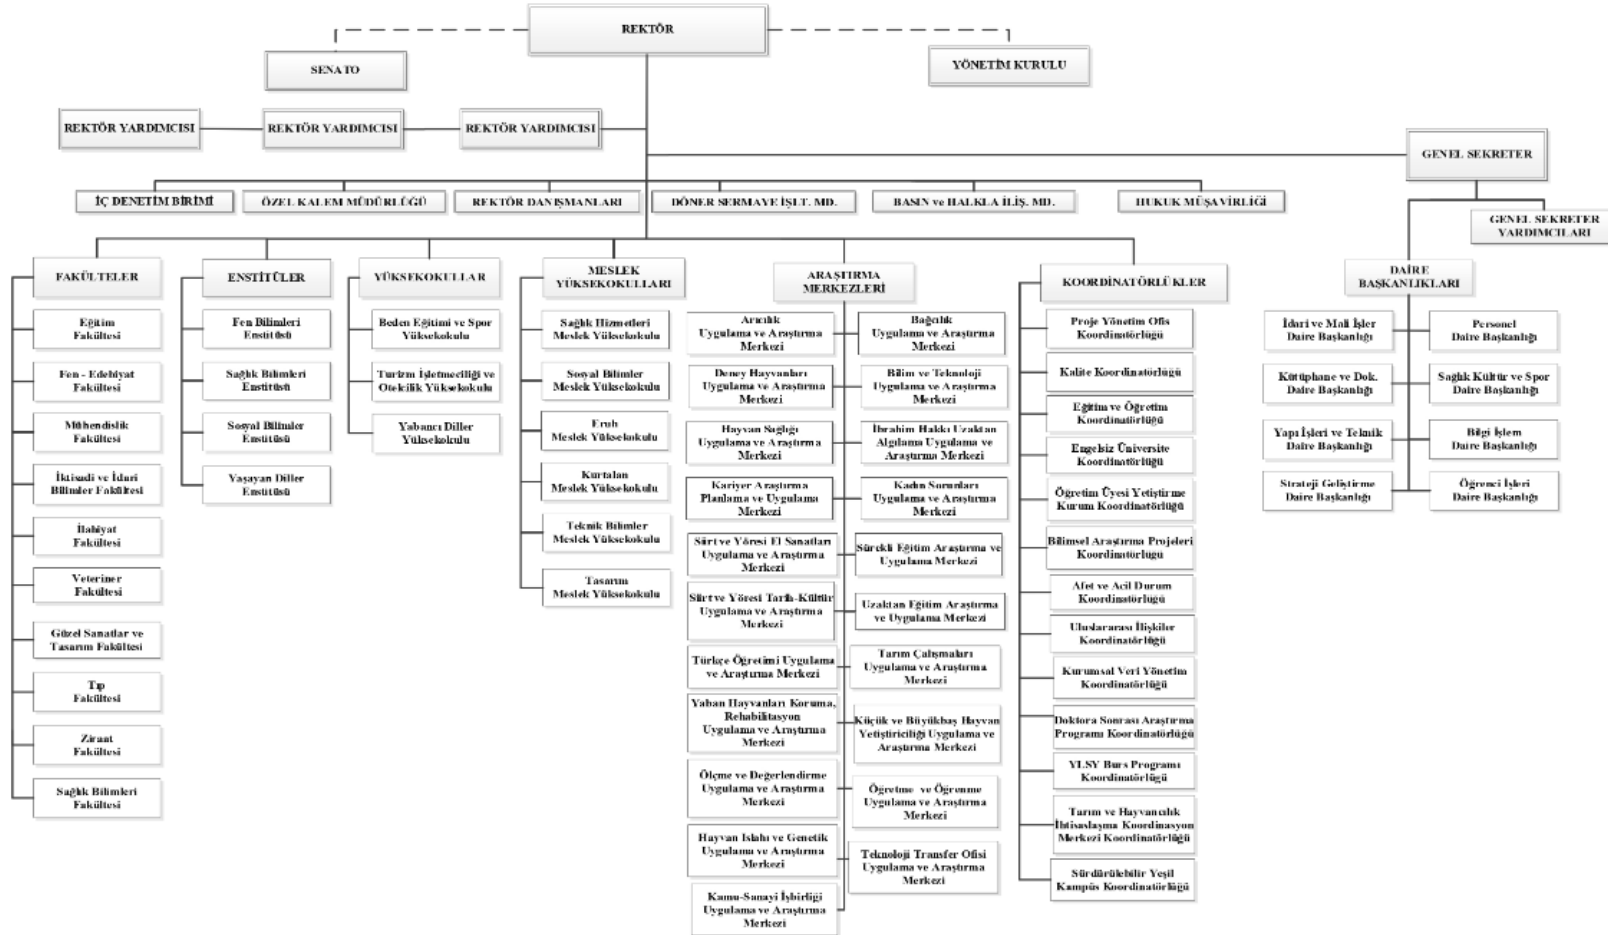 REKTÖR
SENATO
YÖNETİM KURULU
REKTÖR YARDIMCISI
REKTÖR YARDIMCISI
REKTÖR YARDIMCISI
GENEL SEKRETER
İÇ DENETİM BİRİMİ
ÖZEL KALEM MÜDÜRLÜĞÜ
REKTÖR DANIŞMANLARI
DÖNER SERMAYE İŞLT. MD.
BASIN ve HALKLA İLİŞ. MD.
HUKUK MÜŞAVİRLİĞİ
GENEL SEKRETER
YARDIMCILARI
FAKÜLTELER
Eğitim
Fakültesi
Fen - Edebiyat
Fakültesi
Mühendislik
Fakültesi
İktisadi ve İdari
Bilimler Fakültesi
İlahiyat
Fakültesi
Veteriner
Fakültesi
Güzel Sanatlar ve
Tasarım Fakültesi
Tıp
Fakültesi
Ziraat
Fakültesi
Sağlık Bilimleri
Fakültesi
ENSTİTÜLER
Fen Bilimleri
Enstitüsü
Sağlık Bilimleri
Enstitüsü
Sosyal Bilimler
Enstitüsü
Yaşayan Diller
Enstitüsü
YÜKSEKOKULLAR
Beden Eğitimi ve Spor
Yüksekokulu
Turizm İşletmeciliği ve
Otelcilik Yüksekokulu
Yabancı Diller
Yüksekokulu
MESLEK
YÜKSEKOKULLARI
Sağlık Hizmetleri
Meslek Yüksekokulu
Sosyal Bilimler
Meslek Yüksekokulu
Eruh
Meslek Yüksekokulu
Kurtalan
Meslek Yüksekokulu
Teknik Bilimler
Meslek Yüksekokulu
Tasarım
Meslek Yüksekokulu
ARAŞTIRMA
MERKEZLERİ
Arıcılık
Uygulama ve Araştırma
Merkezi
Bağcılık
Uygulama ve Araştırma
Merkezi
Deney Hayvanları
Uygulama ve Araştırma
Merkezi
Bilim ve Teknoloji
Uygulama ve Araştırma
Merkezi
Hayvan Sağlığı
Uygulama ve Araştırma
Merkezi
İbrahim Hakkı Uzaktan
Algılama Uygulama ve
Araştırma Merkezi
Kariyer Araştırma
Planlama ve Uygulama
Merkezi
Kadın Sorunları
Uygulama ve Araştırma
Merkezi
Siirt ve Yöresi El Sanatları
Uygulama ve Araştırma
Merkezi
Sürekli Eğitim Araştırma ve
Uygulama Merkezi
Siirt ve Yöresi Tarih-Kültür
Uygulama ve Araştırma
Merkezi
Uzaktan Eğitim Araştırma
ve Uygulama Merkezi
Türkçe Öğretimi Uygulama
ve Araştırma Merkezi
Tarım Çalışmaları
Uygulama ve Araştırma
Merkezi
Yaban Hayvanları Koruma,
Rehabilitasyon
Uygulama ve Araştırma
Merkezi
Küçük ve Büyükbaş Hayvan
Yetiştiriciliği Uygulama ve
Araştırma Merkezi
Ölçme ve Değerlendirme
Uygulama ve Araştırma
Merkezi
Öğretme ve Öğrenme
Uygulama ve Araştırma
Merkezi
Hayvan Islahı ve Genetik
Uygulama ve Araştırma
Merkezi
Teknoloji Transfer Ofisi
Uygulama ve Araştırma
Merkezi
Kamu-Sanayi İşbirliği
Uygulama ve Araştırma
Merkezi
KOORDİNATÖRLÜKLER
Proje Yönetim Ofis
Koordinatörlüğü
Kalite Koordinatörlüğü
Eğitim ve Öğretim
Koordinatörlüğü
Engelsiz Üniversite
Koordinatörlüğü
Öğretim Üyesi Yetiştirme
Kurum Koordinatörlüğü
Bilimsel Araştırma Projeleri
Koordinatörlüğü
Afet ve Acil Durum
Koordinatörlüğü
Uluslararası İlişkiler
Koordinatörlüğü
Kurumsal Veri Yönetim
Koordinatörlüğü
Doktora Sonrası Araştırma
Programı Koordinatörlüğü
YLSY Burs Programı
Koordinatörlüğü
Tarım ve Hayvancılık
İhtisaslaşma Koordinasyon
Merkezi Koordinatörlüğü
Sürdürülebilir Yeşil
Kampüs Koordinatörlüğü
DAİRE
BAŞKANLIKLARI
İdari ve Mali İşler
Daire Başkanlığı
Personel
Daire Başkanlığı
Kütüphane ve Dok.
Daire Başkanlığı
Sağlık Kültür ve Spor
Daire Başkanlığı
Yapı İşleri ve Teknik
Daire Başkanlığı
Bilgi İşlem
Daire Başkanlığı
Strateji Geliştirme
Daire Başkanlığı
Öğrenci İşleri
Daire Başkanlığı